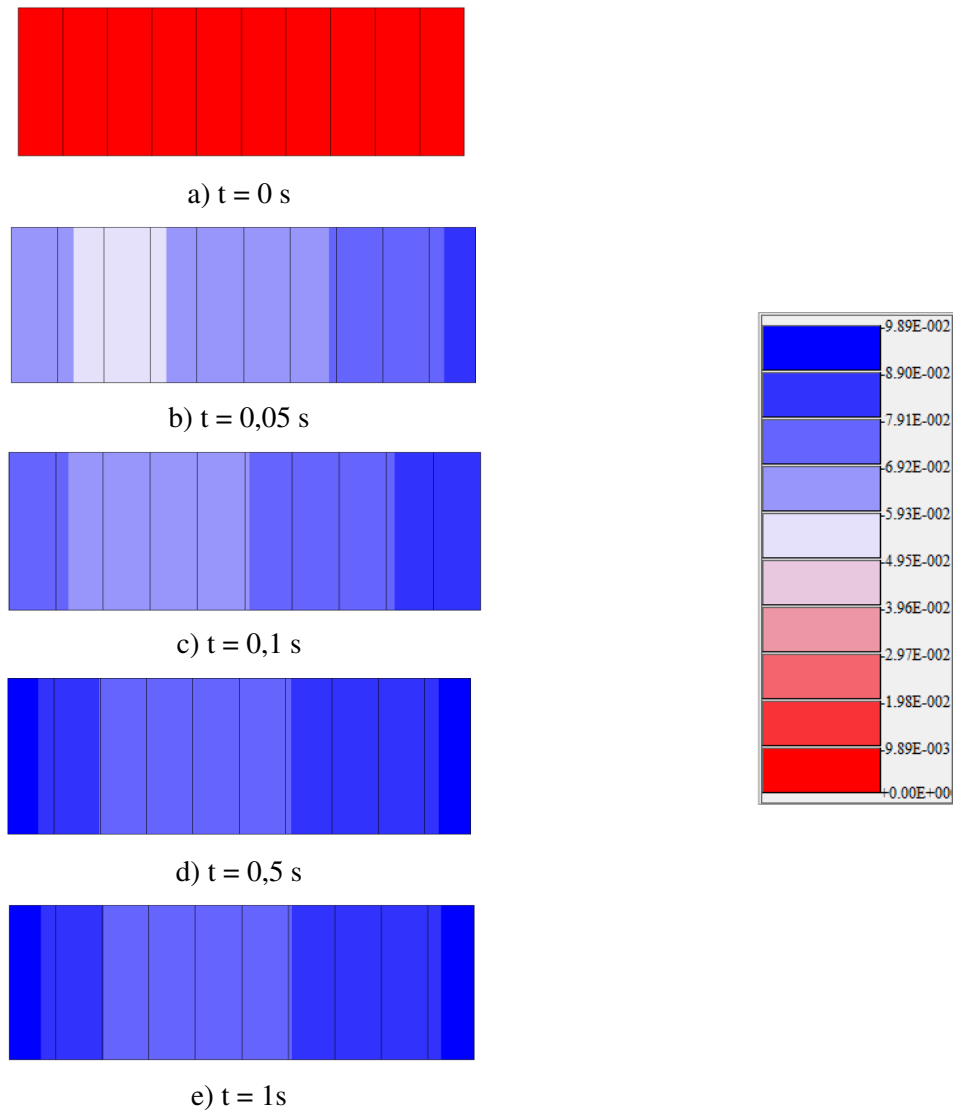 a) t = 0 s
b) t = 0,05 s
c) t = 0,1 s
d) t = 0,5 s
e) t = 1s
-9.89E-002
-8.90E-002
-7.91E-002
-6.92E-002
-5.93E-002
-4.95E-002
-3.96E-002
-2.97E-002
-1.98E-002
-9.89E-003
+0.00E+00